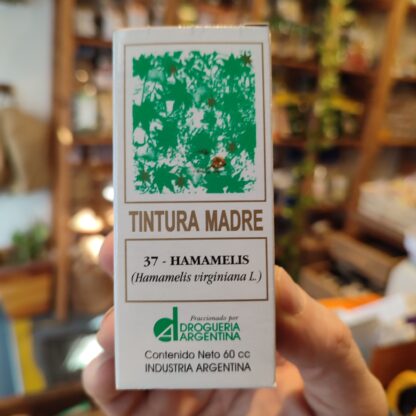 TINTURA MADRE
37 - HAMAMELIS
(Hamamelis virginiana L.)
Fraccionado por
DROGUERIA
ARGENTINA
Contenido Neto 60 cc
INDUSTRIA ARGENTINA